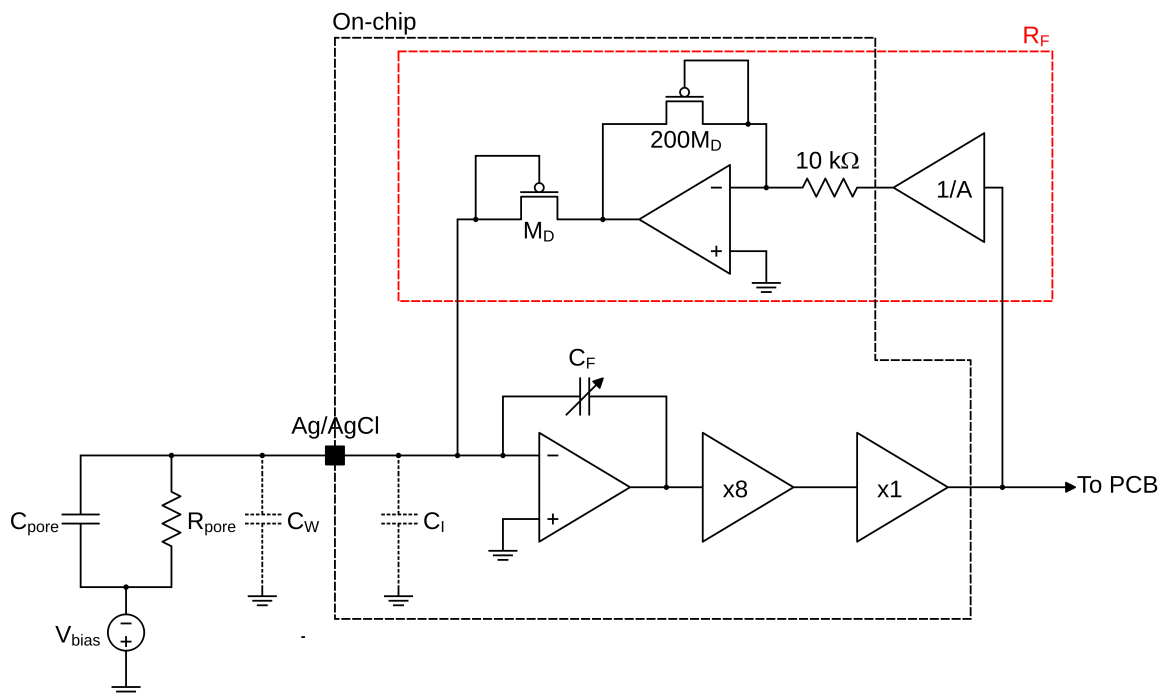 On-chip
RF
200MD
10 kΩ
−
1/A
MD
+
CF
Ag/AgCl
−
x8
x1
To PCB
Cpore
Rpore
CW
CI
+
−
Vbias
+